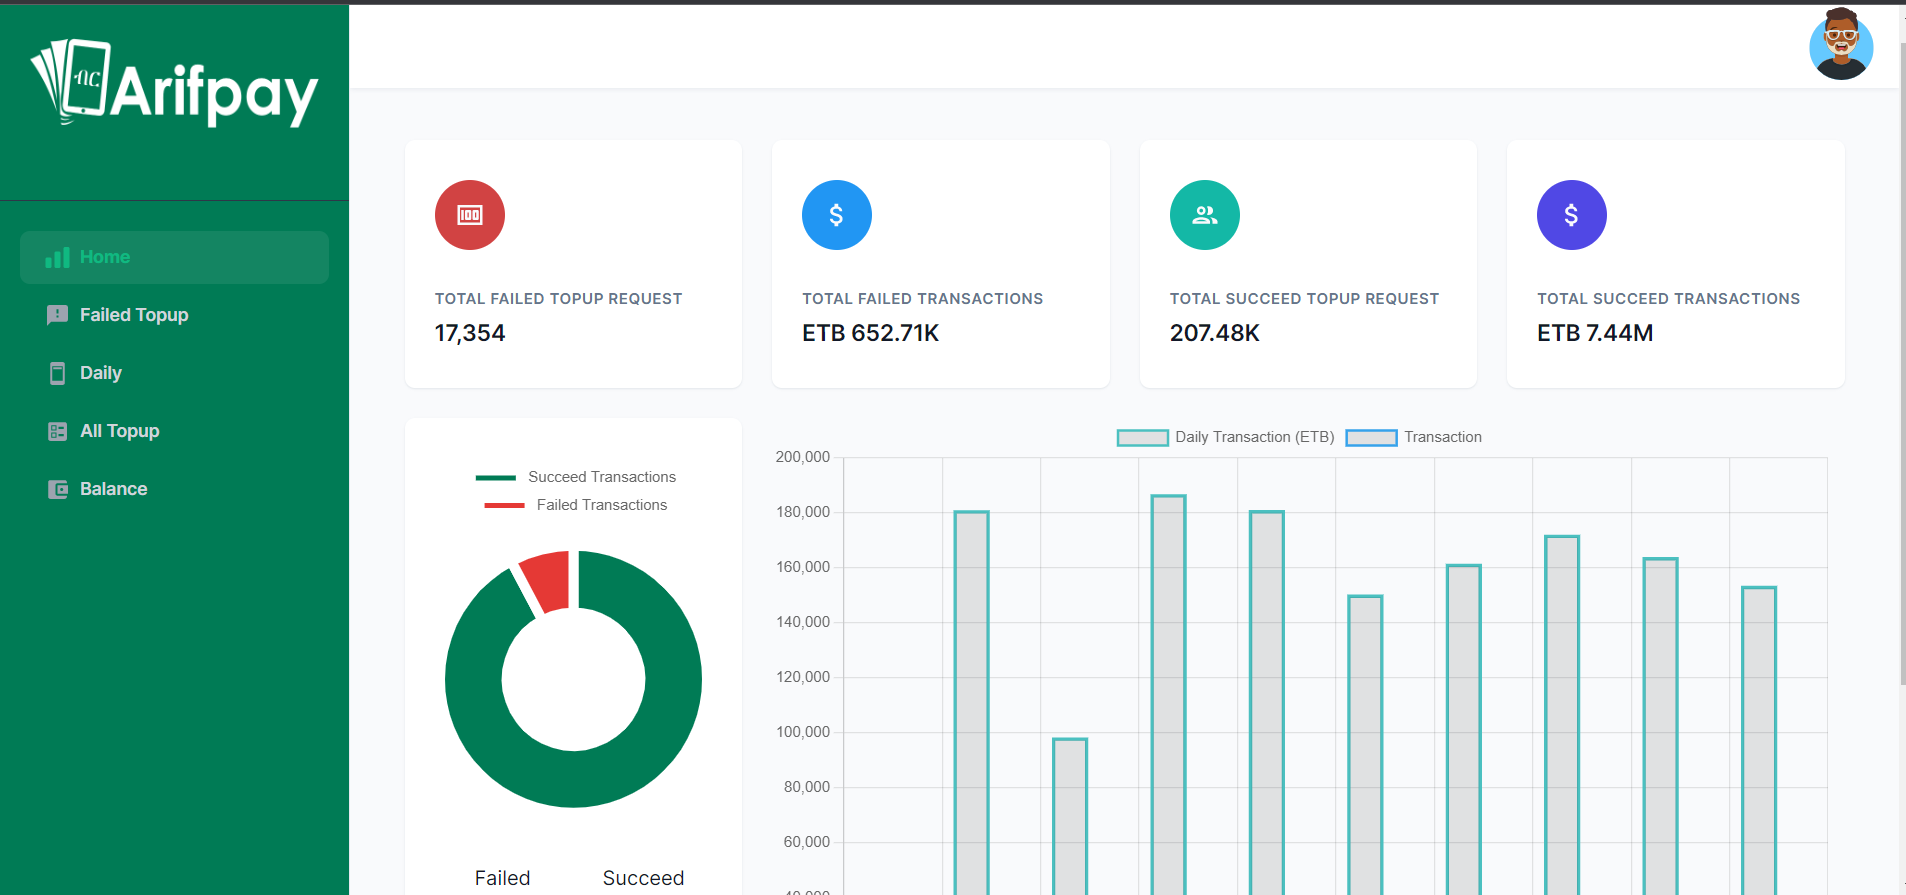 Arifpay
Home
Failed Topup
Daily
All Topup
Balance
TOTAL FAILED TOPUP REQUEST
17,354
TOTAL FAILED TRANSACTIONS
ETB 652.71K
TOTAL SUCCEED TOPUP REQUEST
207.48K
TOTAL SUCCEED TRANSACTIONS
ETB 7.44M
Succeed Transactions
Failed Transactions
Failed Succeed
Daily Transaction (ETB) Transaction
200,000
180,000
160,000
140,000
120,000
100,000
80,000
60,000
40,000